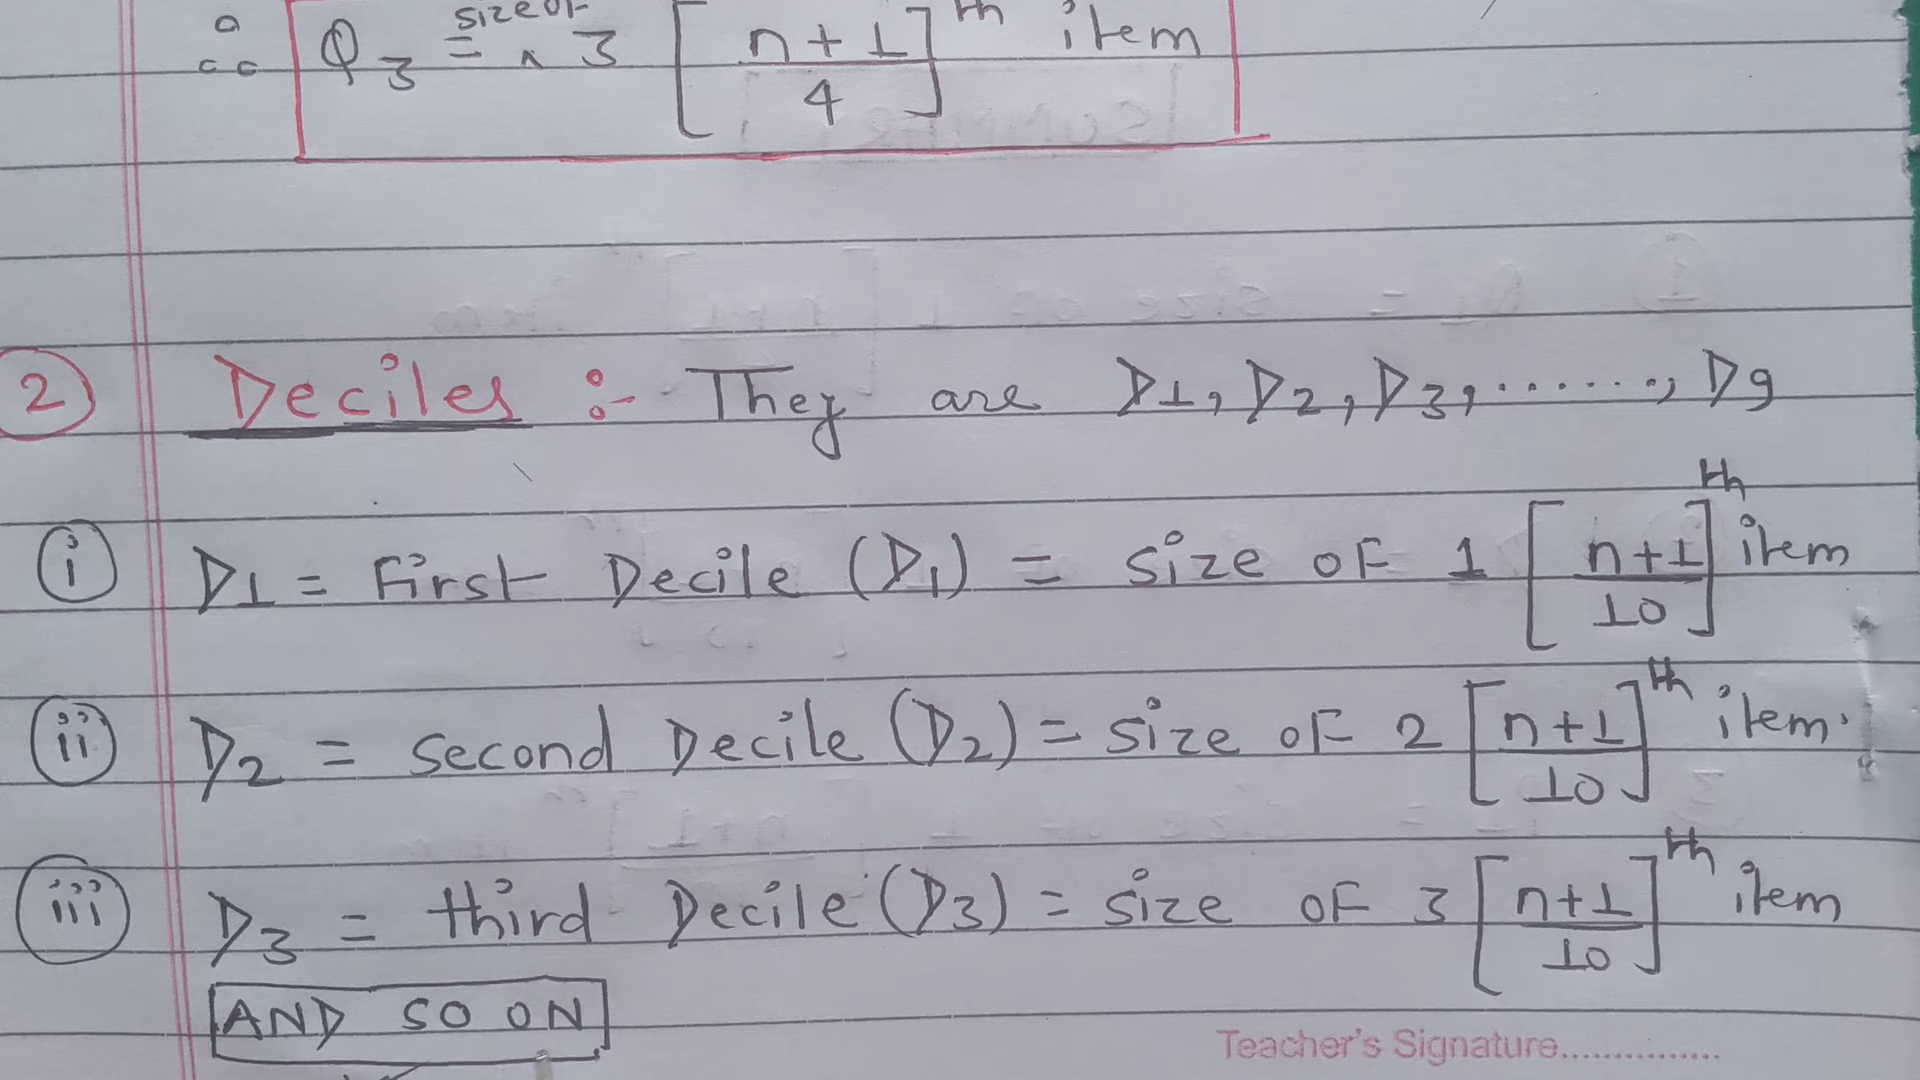 ∴ Q3 = size of 3 [n+1/4]th item
2 Deciles :- They are D1, D2, D3, ......, D9
i D1 = First Decile (D1) = size of 1 [n+1/10]th item
ii D2 = second Decile (D2) = size of 2 [n+1/10]th item.
iii D3 = third Decile (D3) = size of 3 [n+1/10]th item
AND SO ON
Teacher's Signature...............